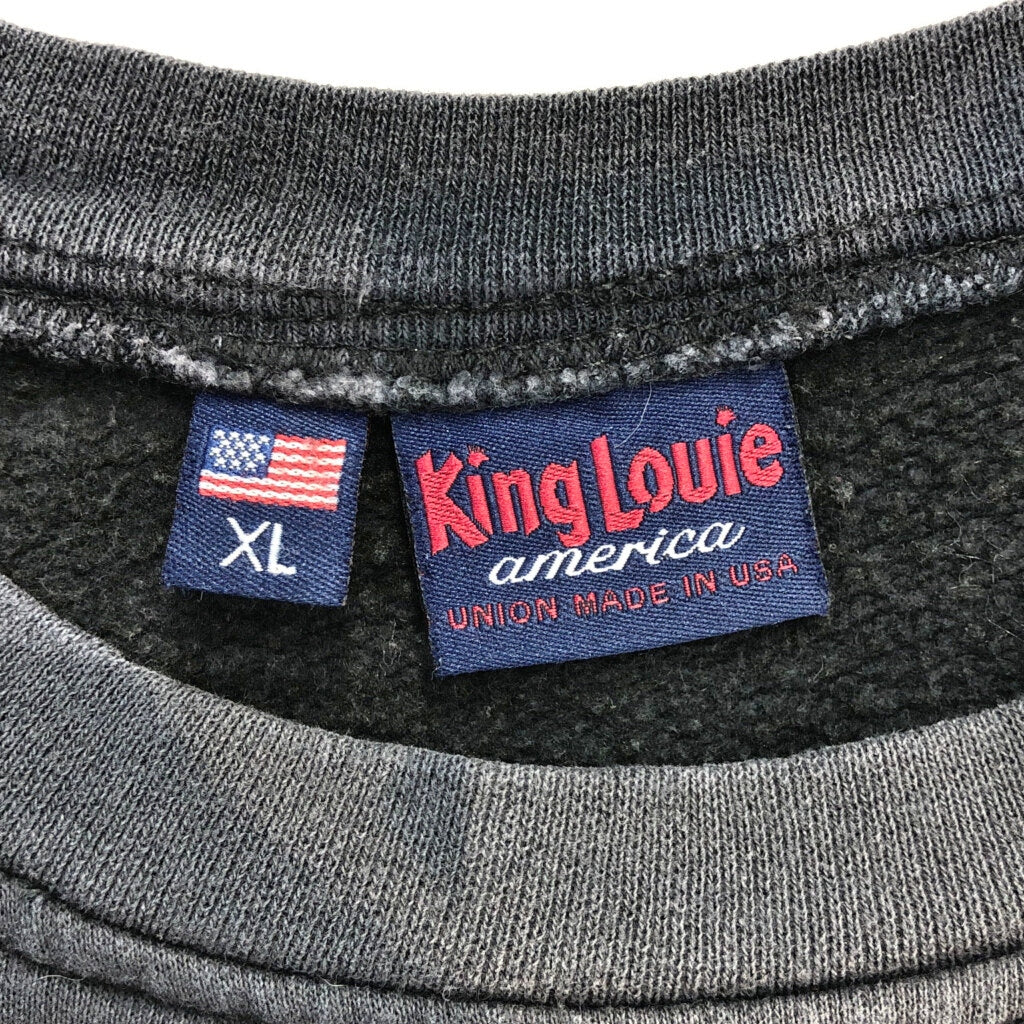 XL
King Louie
america
UNION MADE IN USA